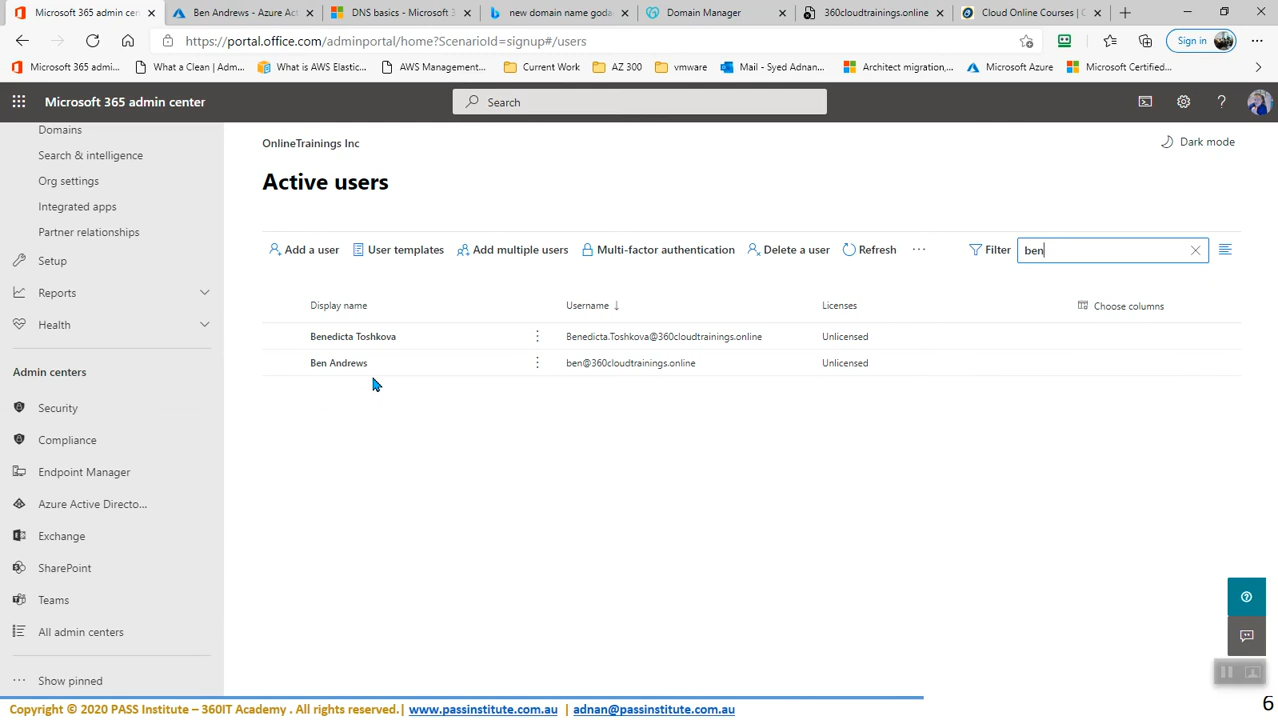 Microsoft 365 admin cen
Ben Andrews - Azure Act
DNS basics - Microsoft 3
new domain name goda
Domain Manager
360cloudtrainings.online
Cloud Online Courses | C
https://portal.office.com/adminportal/home?ScenarioId=signup#/users
Sign in
Microsoft 365 admi...
What a Clean | Adm...
What is AWS Elastic...
AWS Management...
Current Work
AZ 300
vmware
Mail - Syed Adnan...
Architect migration,...
Microsoft Azure
Microsoft Certified...
Microsoft 365 admin center
Search
Domains
Search & intelligence
Org settings
Integrated apps
Partner relationships
Setup
Reports
Health
Admin centers
Security
Compliance
Endpoint Manager
Azure Active Directo...
Exchange
SharePoint
Teams
All admin centers
Show pinned
OnlineTrainings Inc
Dark mode
Active users
Add a user
User templates
Add multiple users
Multi-factor authentication
Delete a user
Refresh
Filter
ben
Display name
Username ↓
Licenses
Choose columns
Benedicta Toshkova
Benedicta.Toshkova@360cloudtrainings.online
Unlicensed
Ben Andrews
ben@360cloudtrainings.online
Unlicensed
Copyright © 2020 PASS Institute – 360IT Academy . All rights reserved.| www.passinstitute.com.au | adnan@passinstitute.com.au
6